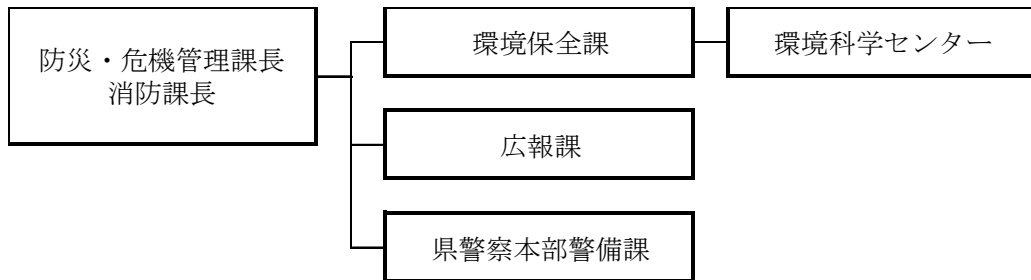 防災・危機管理課長
消防課長
環境保全課
環境科学センター
広報課
県警察本部警備課